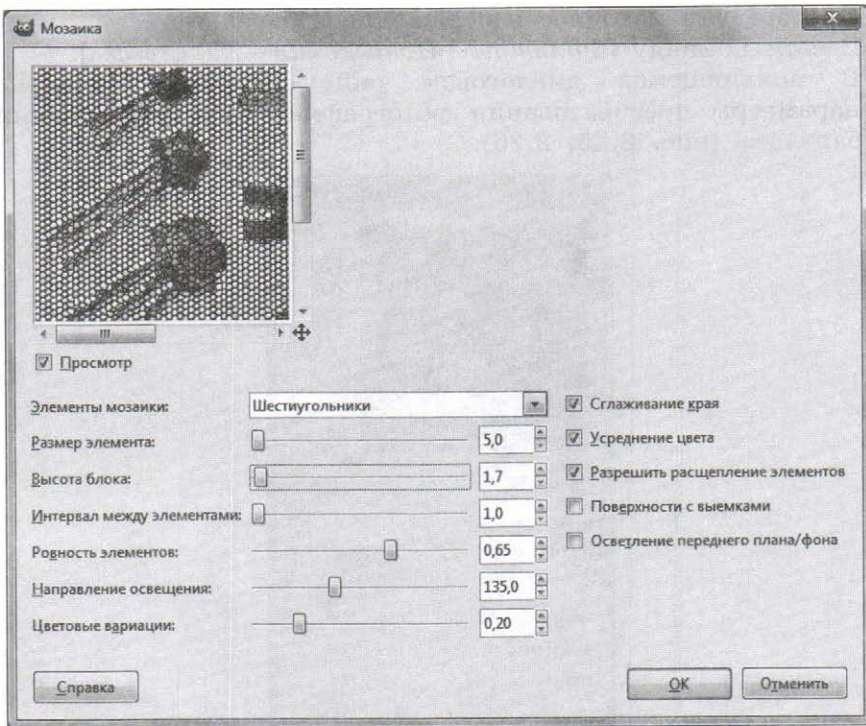 Мозаика
Просмотр
Элементы мозаики:
Шестиугольники
Размер элемента:
5,0
Высота блока:
1,7
Интервал между элементами:
1,0
Ровность элементов:
0,65
Направление освещения:
135,0
Цветовые вариации:
0,20
Сглаживание края
Усреднение цвета
Разрешить расщепление элементов
Поверхности с выемками
Осветление переднего плана/фона
Справка
OK
Отменить